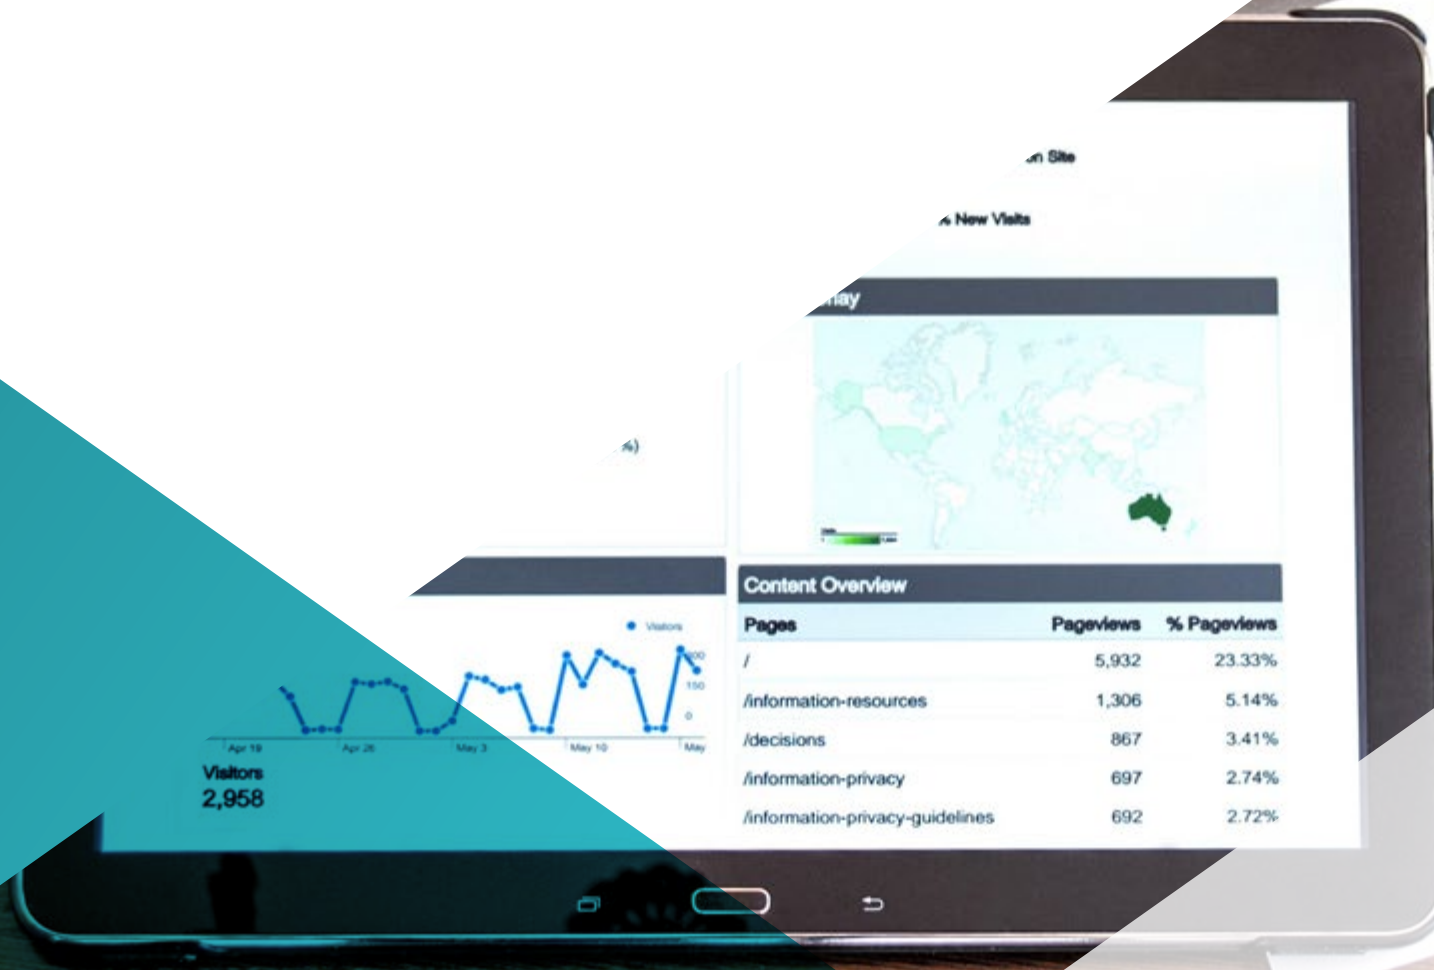 on Site
% New Visits
%)
Content Overview
Pages Pageviews % Pageviews
/ 5,932 23.33%
/information-resources 1,306 5.14%
/decisions 867 3.41%
/information-privacy 697 2.74%
/information-privacy-guidelines 692 2.72%
Visitors
150
0
Apr 19 Apr 26 May 3 May 10 May
Visitors
2,958